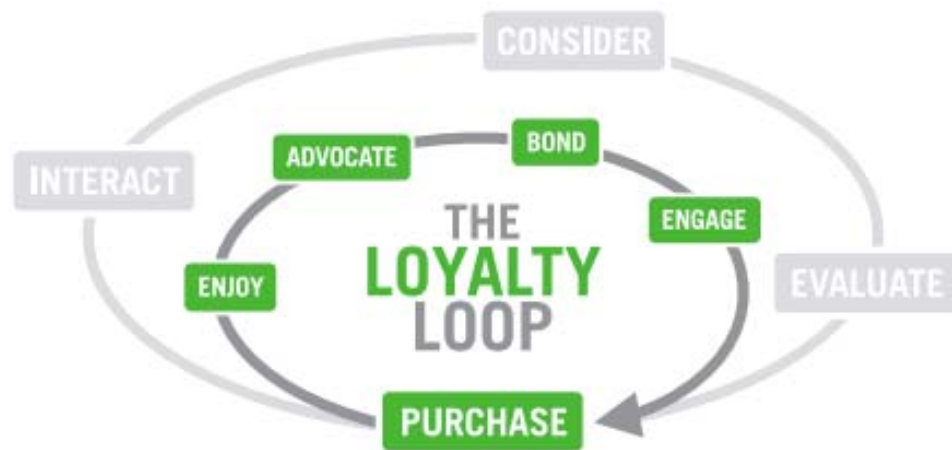 CONSIDER
BOND
ADVOCATE
INTERACT
ENGAGE
THE
LOYALTY
LOOP
ENJOY
EVALUATE
PURCHASE